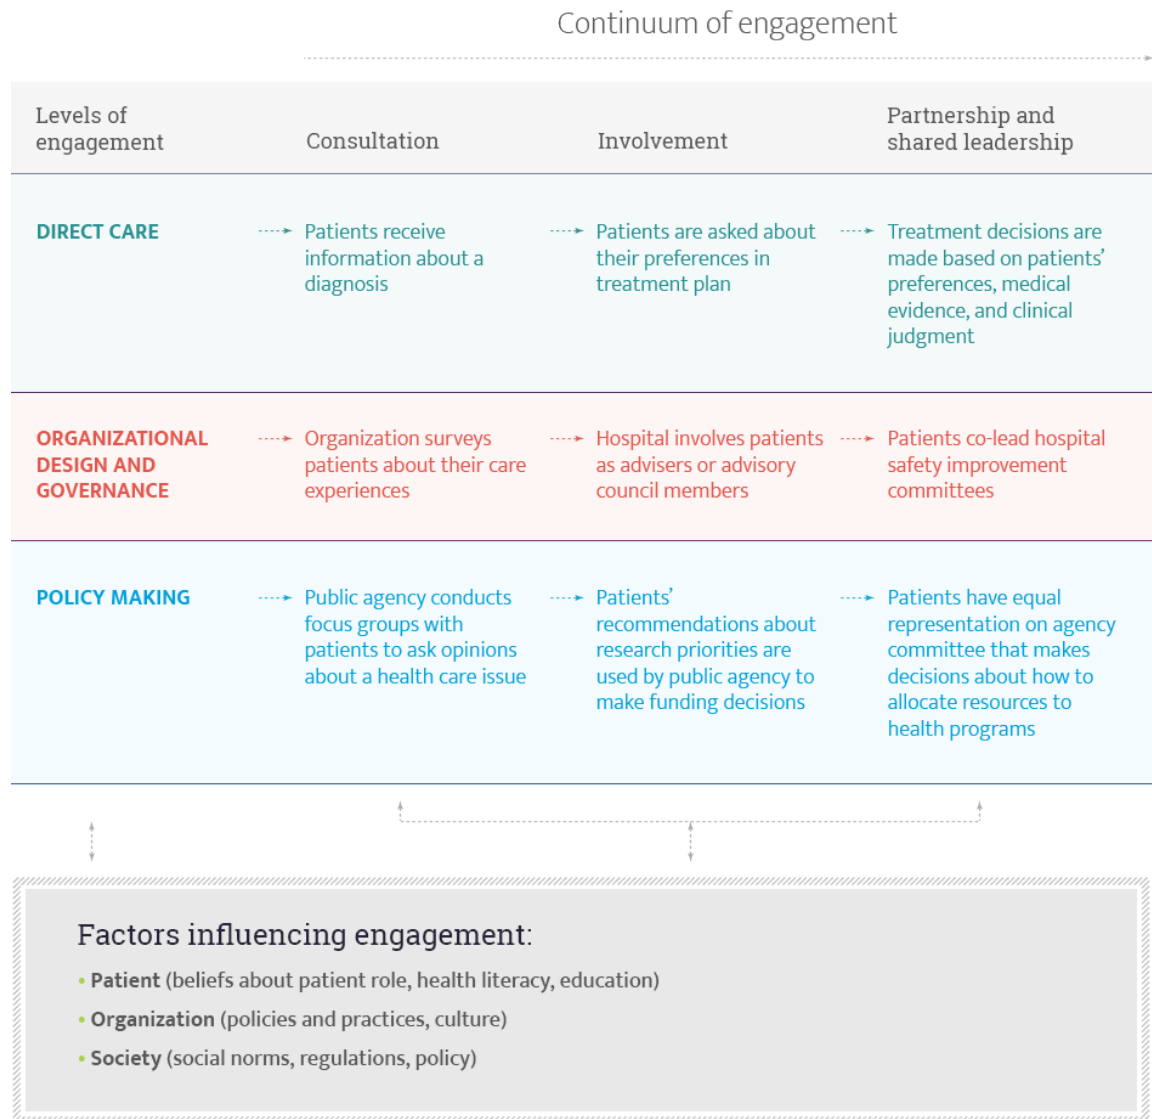 Continuum of engagement
Levels of
engagement
Consultation
Involvement
Partnership and
shared leadership
DIRECT CARE
Patients receive
information about a
diagnosis
Patients are asked about
their preferences in
treatment plan
Treatment decisions are
made based on patients’
preferences, medical
evidence, and clinical
judgment
ORGANIZATIONAL
DESIGN AND
GOVERNANCE
Organization surveys
patients about their care
experiences
Hospital involves patients
as advisers or advisory
council members
Patients co-lead hospital
safety improvement
committees
POLICY MAKING
Public agency conducts
focus groups with
patients to ask opinions
about a health care issue
Patients’
recommendations about
research priorities are
used by public agency to
make funding decisions
Patients have equal
representation on agency
committee that makes
decisions about how to
allocate resources to
health programs
Factors influencing engagement:
• Patient (beliefs about patient role, health literacy, education)
• Organization (policies and practices, culture)
• Society (social norms, regulations, policy)